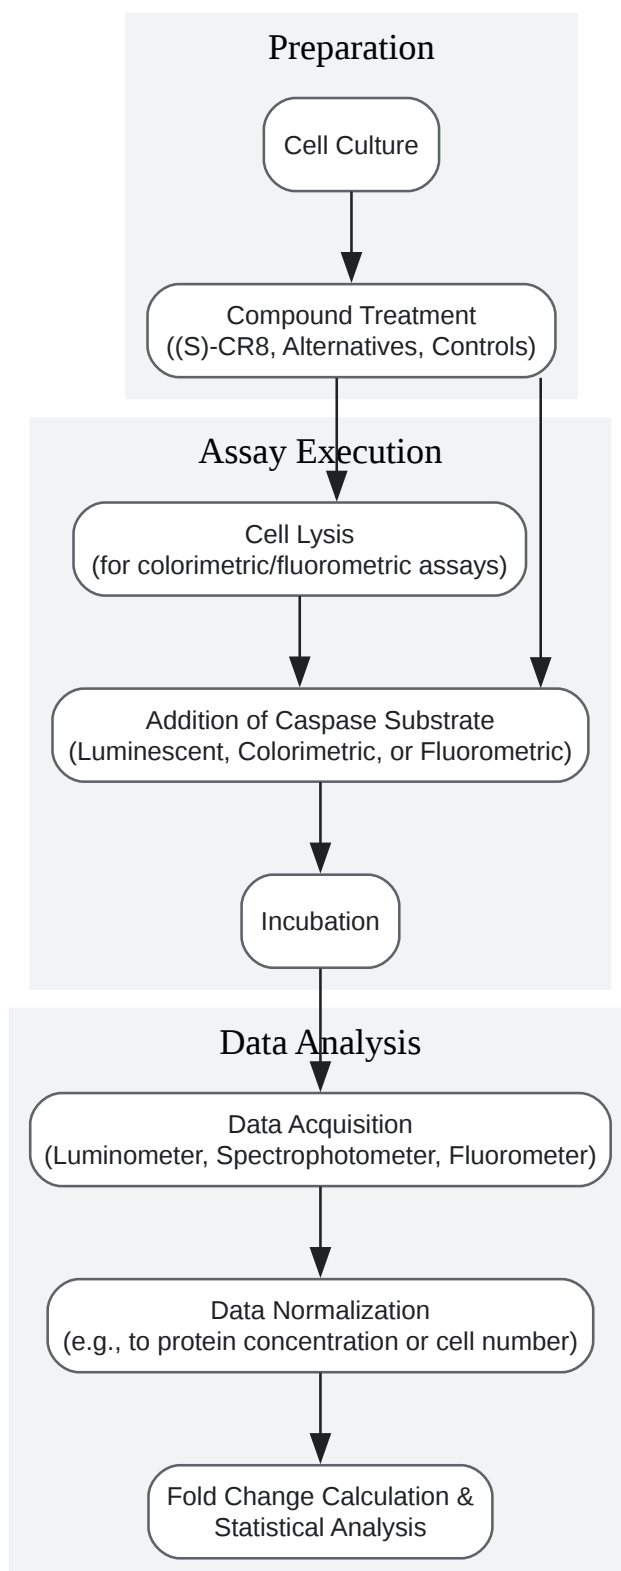 Preparation
Cell Culture
Compound Treatment
((S)-CR8, Alternatives, Controls)
Assay Execution
Cell Lysis
(for colorimetric/fluorometric assays)
Addition of Caspase Substrate
(Luminescent, Colorimetric, or Fluorometric)
Incubation
Data Analysis
Data Acquisition
(Luminometer, Spectrophotometer, Fluorometer)
Data Normalization
(e.g., to protein concentration or cell number)
Fold Change Calculation &
Statistical Analysis